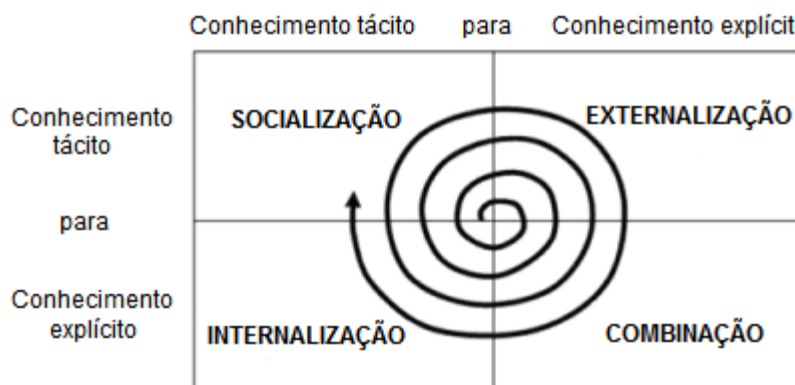 Conhecimento tácito para Conhecimento explícit
Conhecimento
tácito
SOCIALIZAÇÃO
EXTERNALIZAÇÃO
para
Conhecimento
explícito
INTERNALIZAÇÃO
COMBINAÇÃO